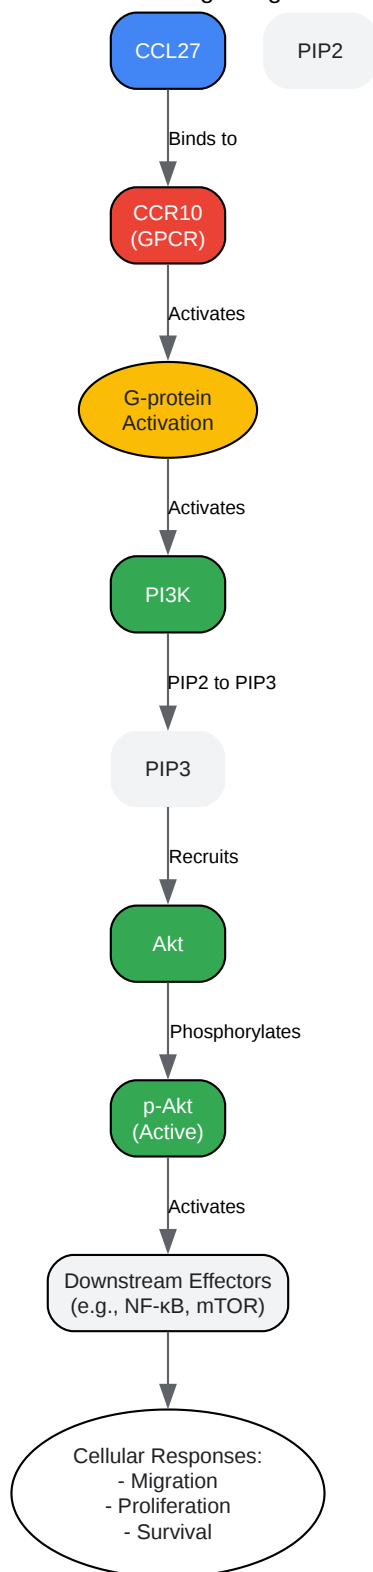 CCL27
PIP2
Binds to
CCR10
(GPCR)
Activates
G-protein
Activation
Activates
PI3K
PIP2 to PIP3
PIP3
Recruits
Akt
Phosphorylates
p-Akt
(Active)
Activates
Downstream Effectors
(e.g., NF-κB, mTOR)
Cellular Responses:
- Migration
- Proliferation
- Survival